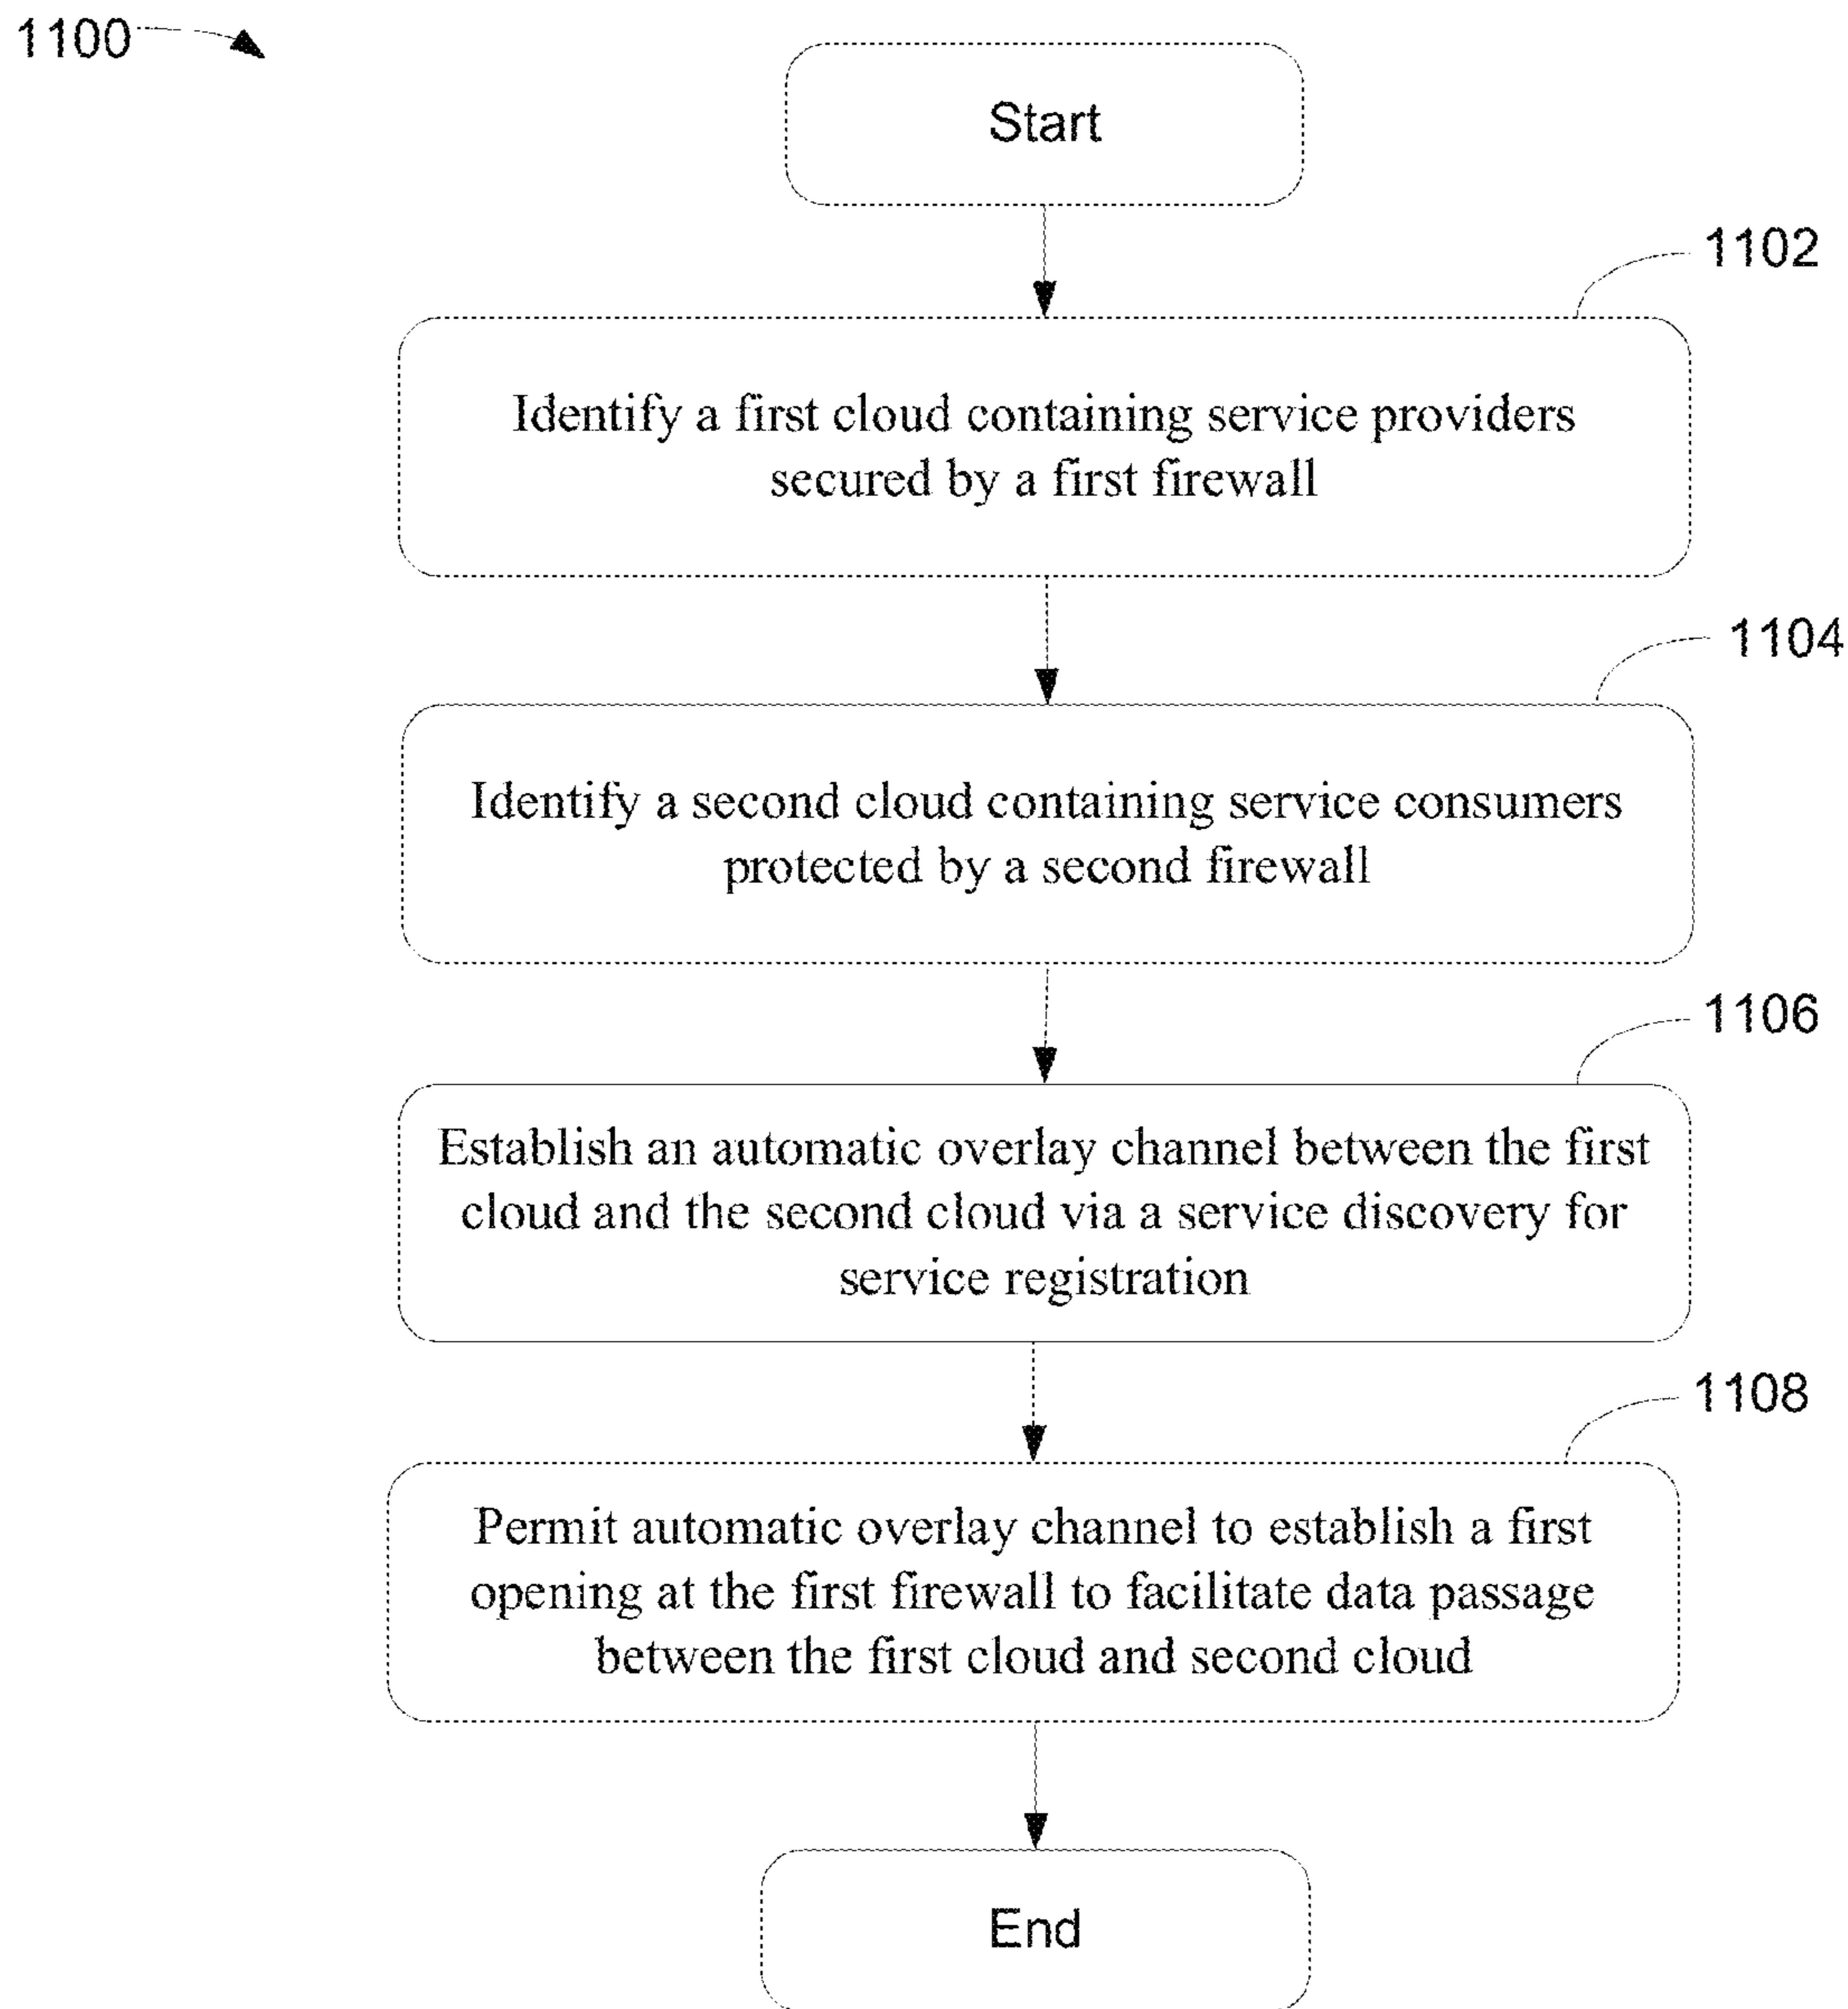 1100
Start
1102
Identify a first cloud containing service providers
secured by a first firewall
1104
Identify a second cloud containing service consumers
protected by a second firewall
1106
Establish an automatic overlay channel between the first
cloud and the second cloud via a service discovery for
service registration
1108
Permit automatic overlay channel to establish a first
opening at the first firewall to facilitate data passage
between the first cloud and second cloud
End